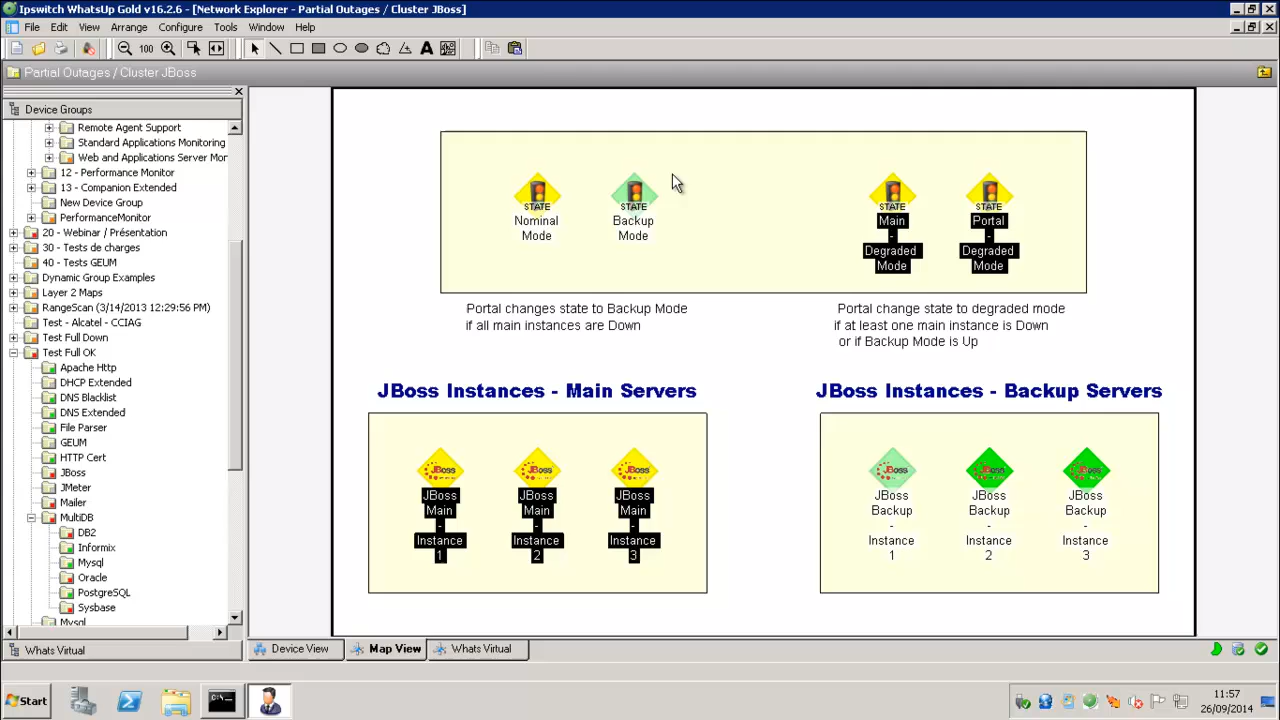 Ipswitch WhatsUp Gold v16.2.6 - [Network Explorer - Partial Outages / Cluster JBoss]
File Edit View Arrange Configure Tools Window Help
100
A
Partial Outages / Cluster JBoss
Device Groups
Remote Agent Support
Standard Applications Monitoring
Web and Applications Server Mor
12 - Performance Monitor
13 - Companion Extended
New Device Group
PerformanceMonitor
20 - Webinar / Présentation
30 - Tests de charges
40 - Tests GEUM
Dynamic Group Examples
Layer 2 Maps
RangeScan (3/14/2013 12:29:56 PM)
Test - Alcatel - CCIAG
Test Full Down
Test Full OK
Apache Http
DHCP Extended
DNS Blacklist
DNS Extended
File Parser
GEUM
HTTP Cert
JBoss
JMeter
Mailer
MultiDB
DB2
Informix
Mysql
Oracle
PostgreSQL
Sysbase
Mysql
Whats Virtual
STATE
Nominal
Mode
STATE
Backup
Mode
STATE
Main
-
Degraded
Mode
STATE
Portal
-
Degraded
Mode
Portal changes state to Backup Mode
if all main instances are Down
Portal change state to degraded mode
if at least one main instance is Down
or if Backup Mode is Up
JBoss Instances - Main Servers
JBoss
JBoss
Main
-
Instance
1
JBoss
JBoss
Main
-
Instance
2
JBoss
JBoss
Main
-
Instance
3
JBoss Instances - Backup Servers
JBoss
JBoss
Backup
-
Instance
1
JBoss
JBoss
Backup
-
Instance
2
JBoss
JBoss
Backup
-
Instance
3
Device View Map View Whats Virtual
Start
C:\.
11:57
26/09/2014